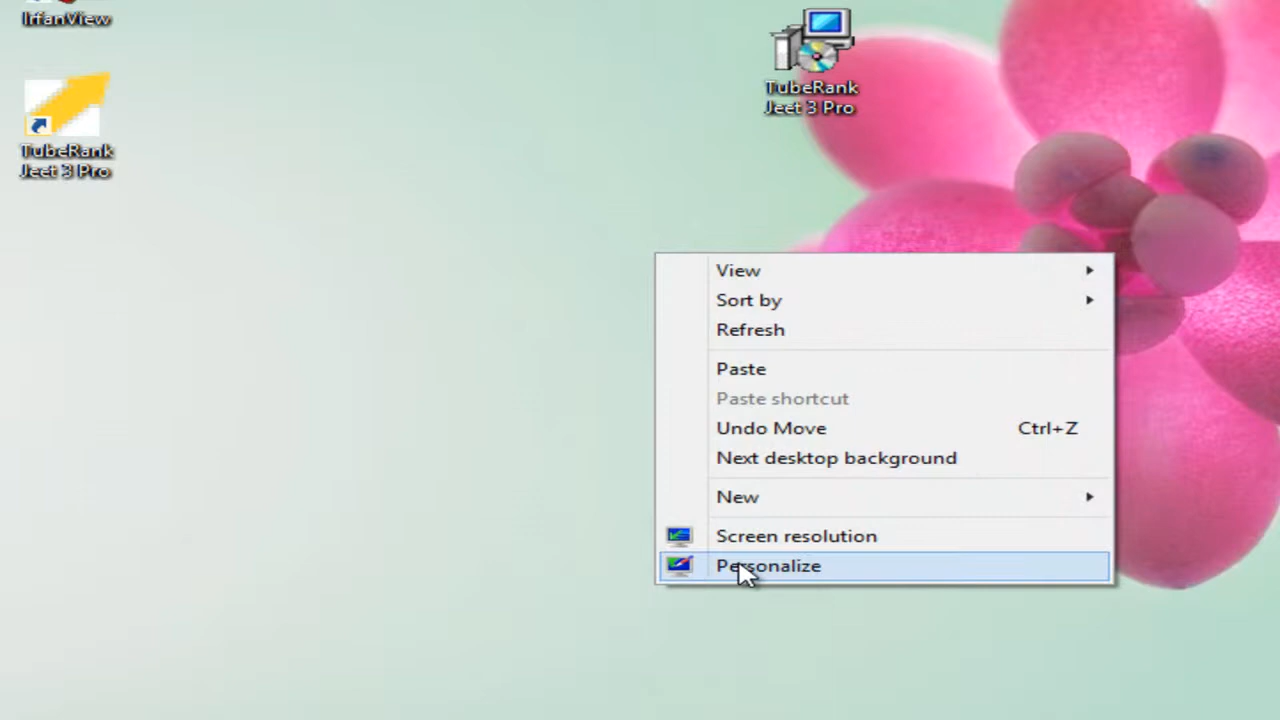 IrfanView
TubeRank
Jeet 3 Pro
TubeRank
Jeet 3 Pro
View
Sort by
Refresh
Paste
Paste shortcut
Undo Move Ctrl+Z
Next desktop background
New
Screen resolution
Personalize